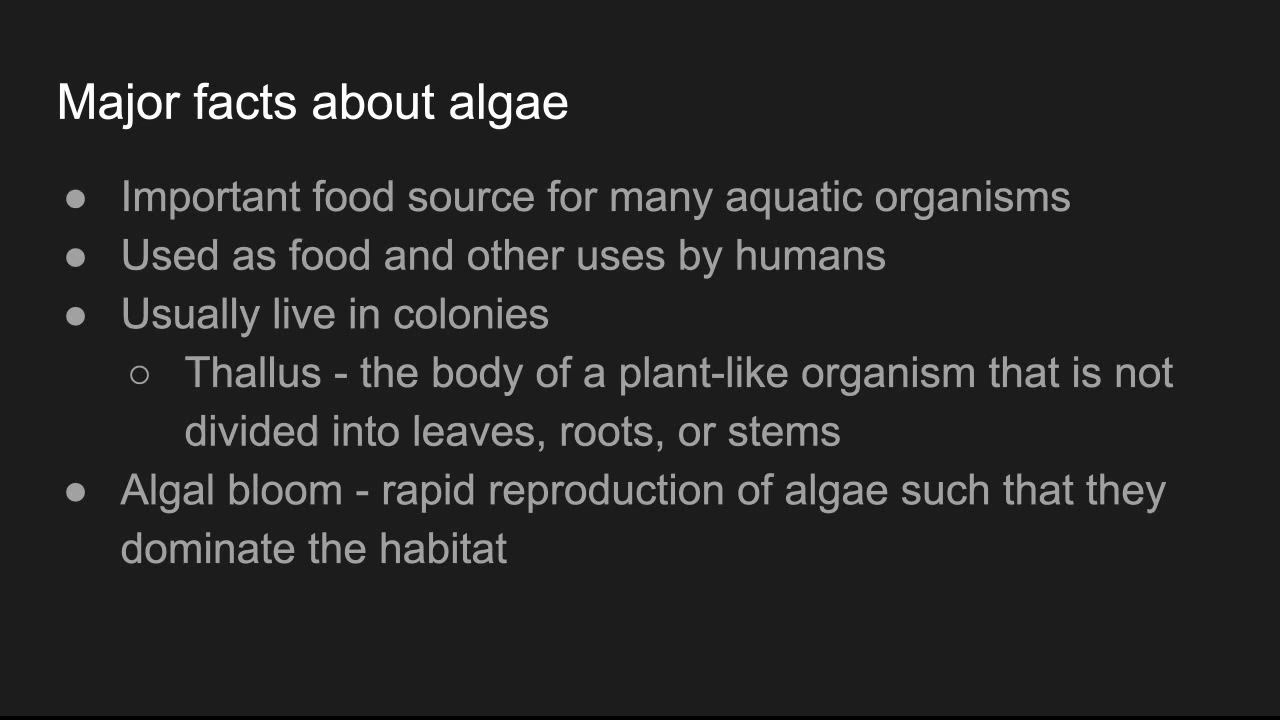 Major facts about algae
● Important food source for many aquatic organisms
● Used as food and other uses by humans
● Usually live in colonies
○ Thallus - the body of a plant-like organism that is not
divided into leaves, roots, or stems
● Algal bloom - rapid reproduction of algae such that they
dominate the habitat